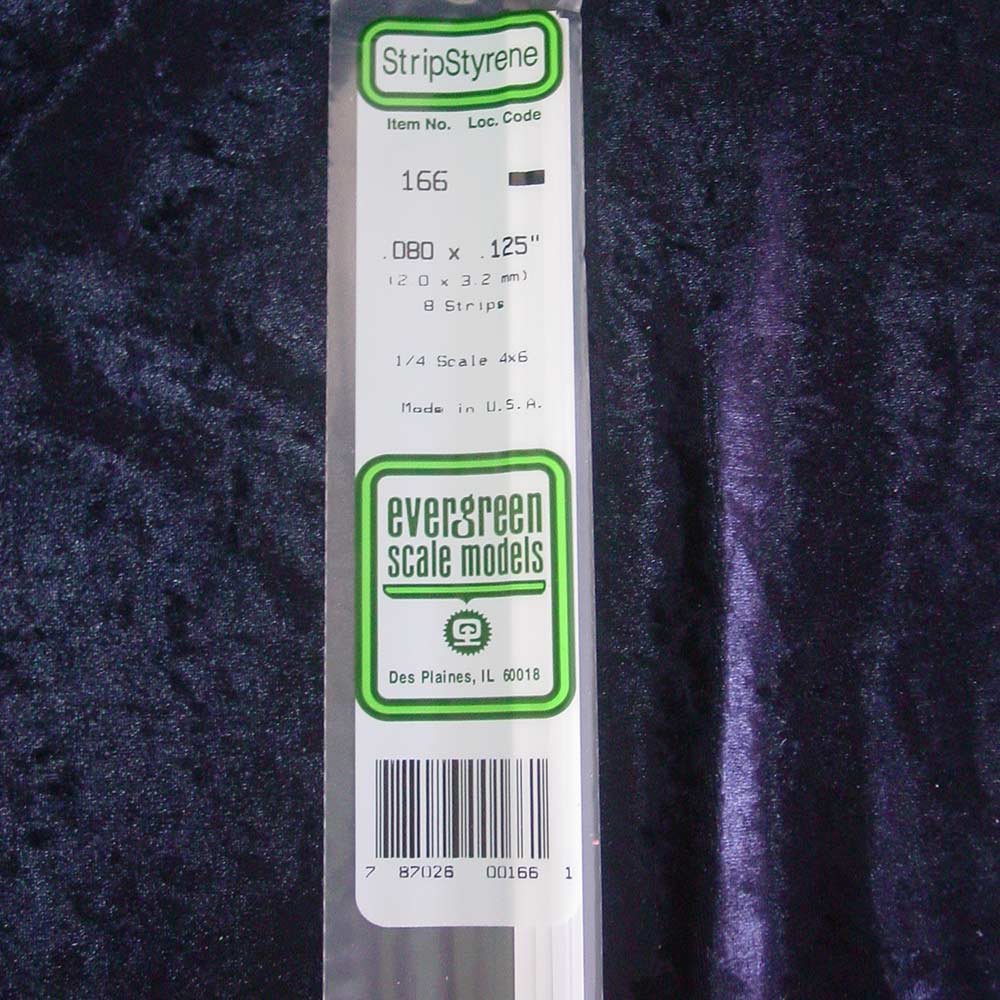 StripStyrene
Item No. Loc. Code
166
.080 x .125"
(2.0 x 3.2 mm)
8 Strips
1/4 Scale 4x6
Made in U.S.A.
evergreen
scale models
Des Plaines, IL 60018
7 87026 00166 1